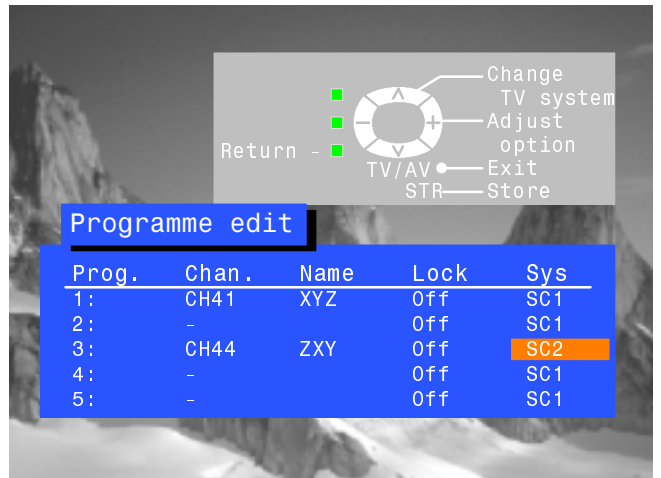 Change
TV system
Adjust
option
Return -
TV/AV Exit
STR Store
Programme edit
Prog. Chan. Name Lock Sys
1: CH41 XYZ Off SC1
2: - Off SC1
3: CH44 ZXY Off SC2
4: - Off SC1
5: - Off SC1